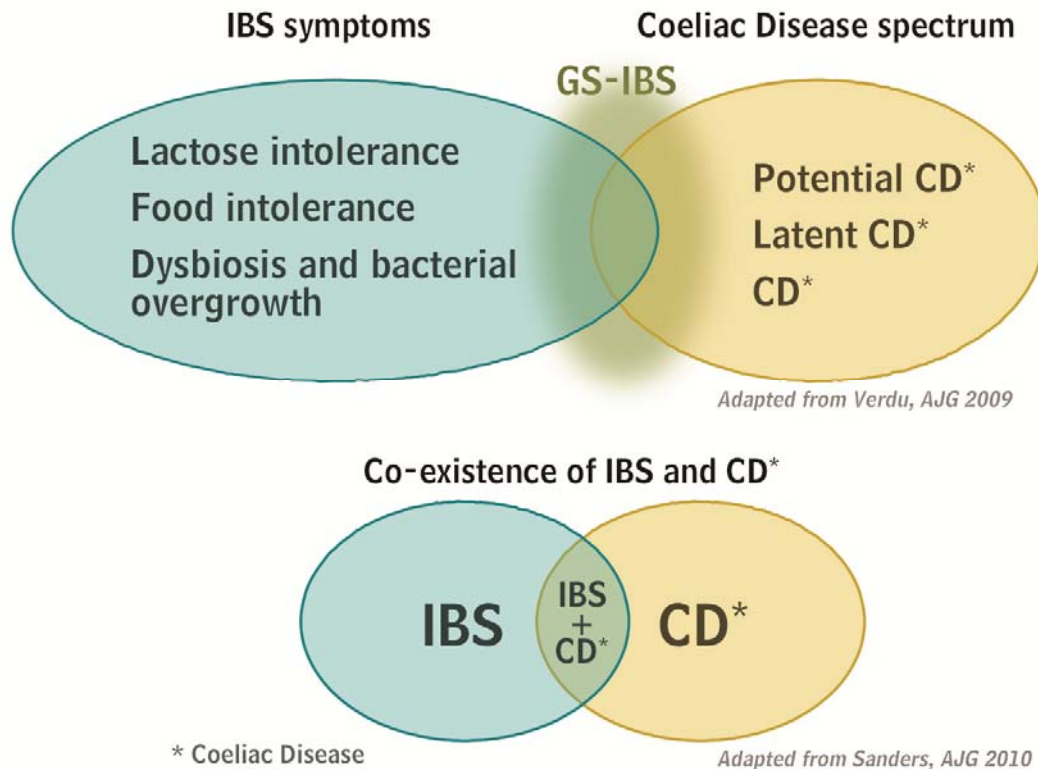 IBS symptoms
Coeliac Disease spectrum
GS-IBS
Lactose intolerance
Food intolerance
Dysbiosis and bacterial
overgrowth
Potential CD*
Latent CD*
CD*
Adapted from Verdu, AJG 2009
Co-existence of IBS and CD*
IBS
IBS
+
CD*
CD*
* Coeliac Disease
Adapted from Sanders, AJG 2010